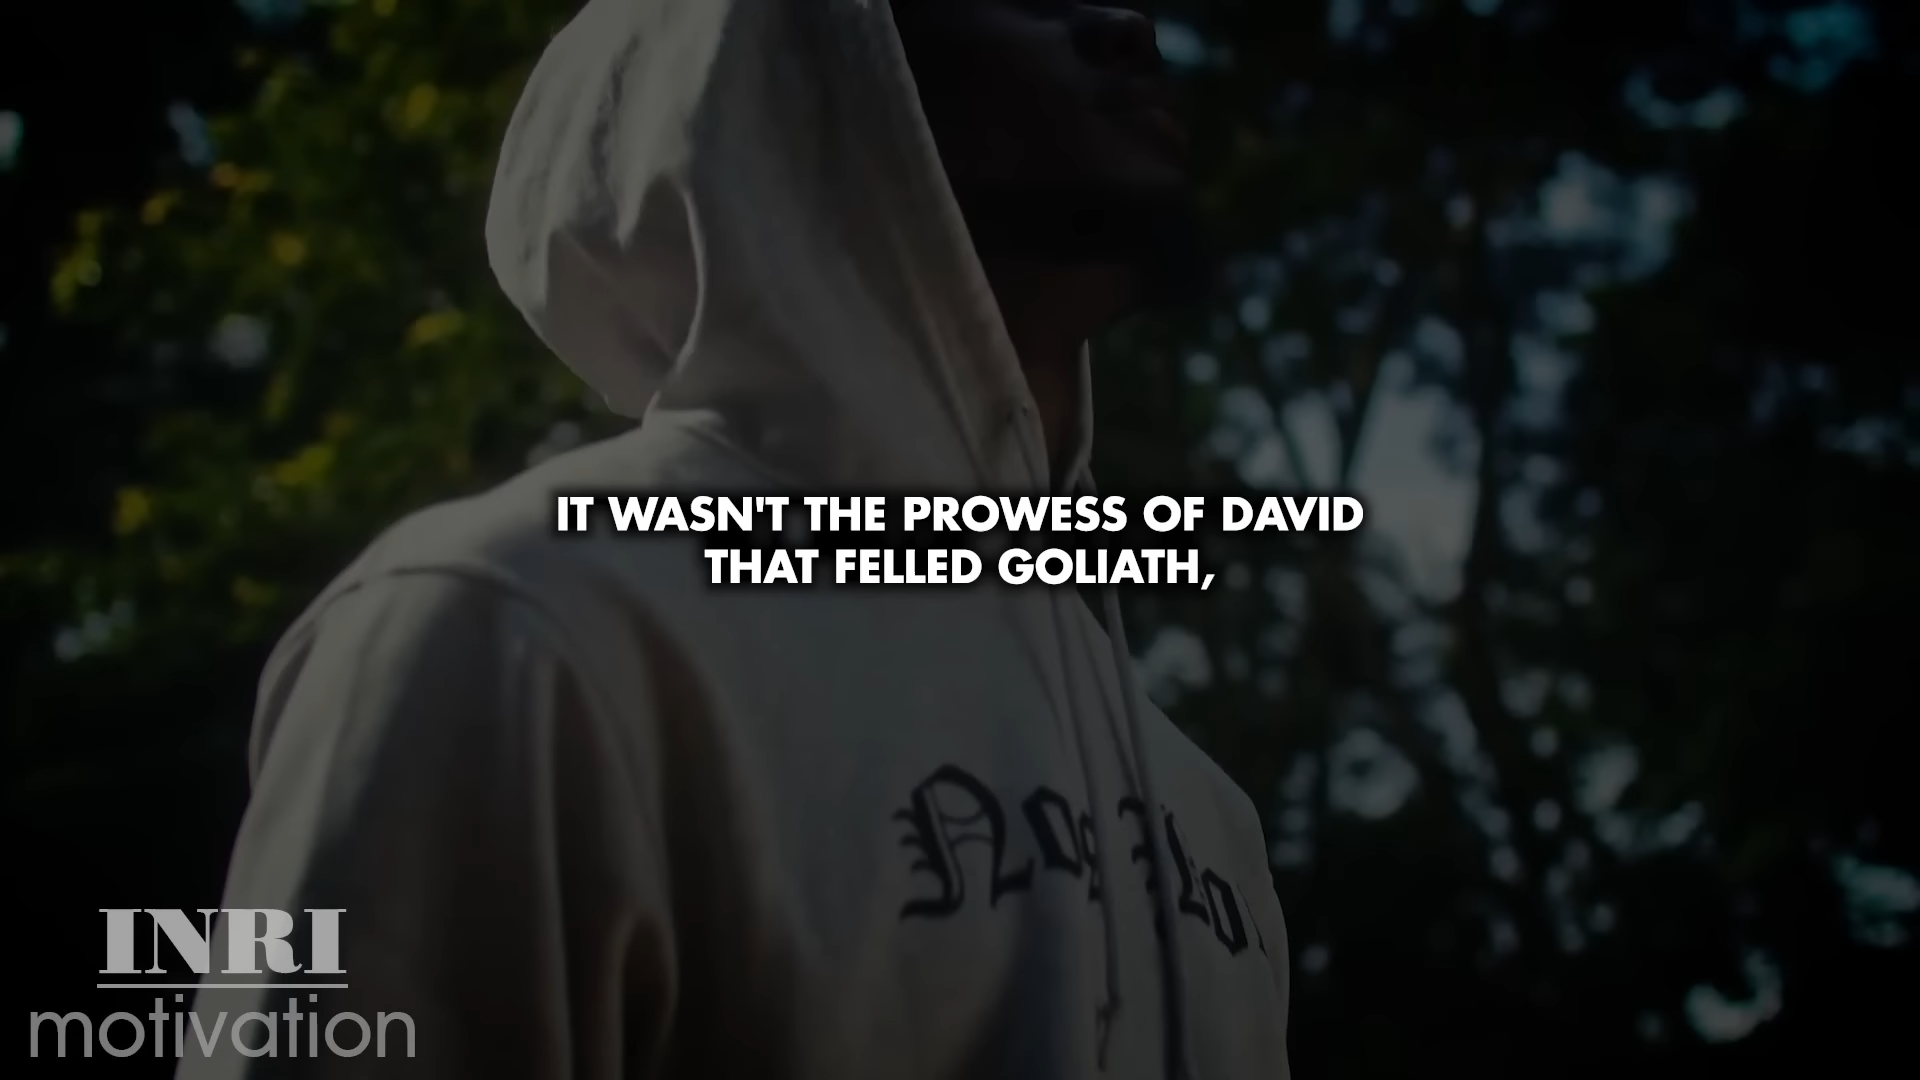 IT WASN'T THE PROWESS OF DAVID
THAT FELLED GOLIATH,
INRI
motivation